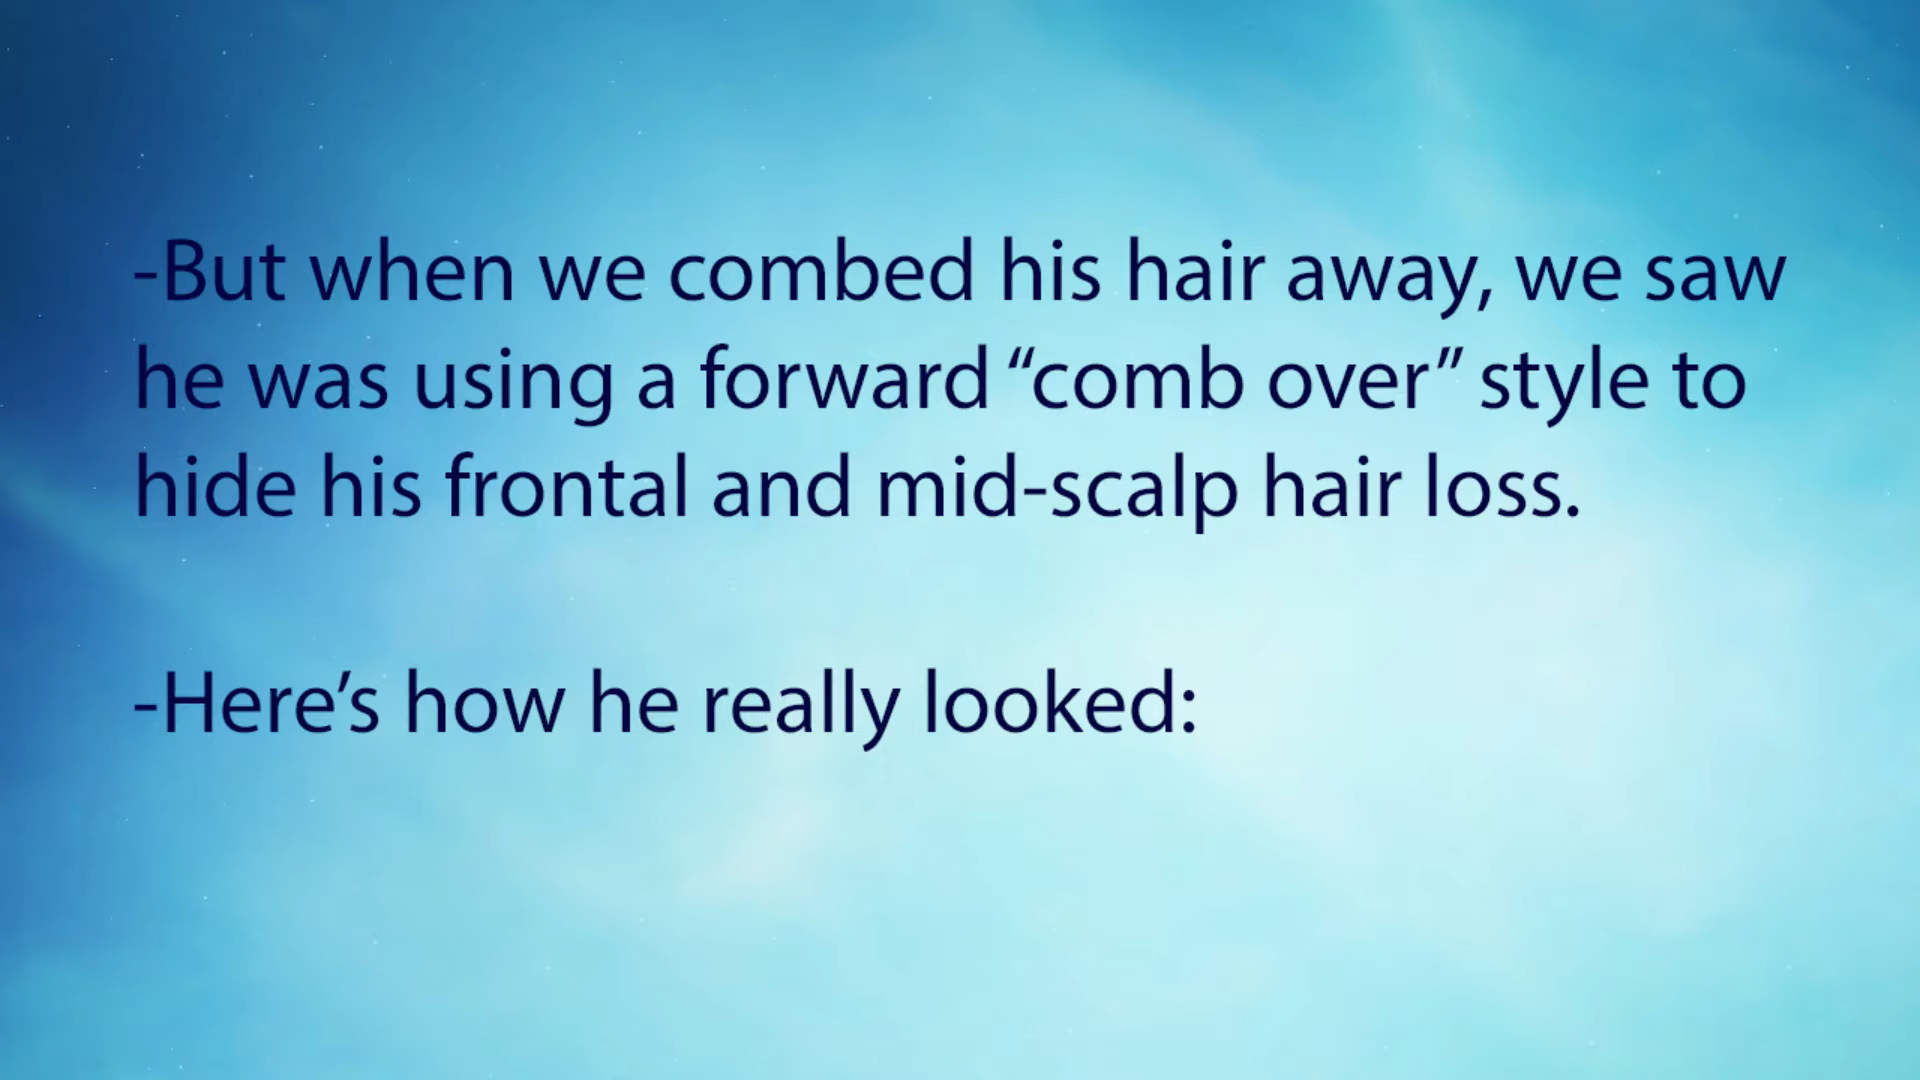 -But when we combed his hair away, we saw
he was using a forward “comb over” style to
hide his frontal and mid-scalp hair loss.
-Here’s how he really looked: